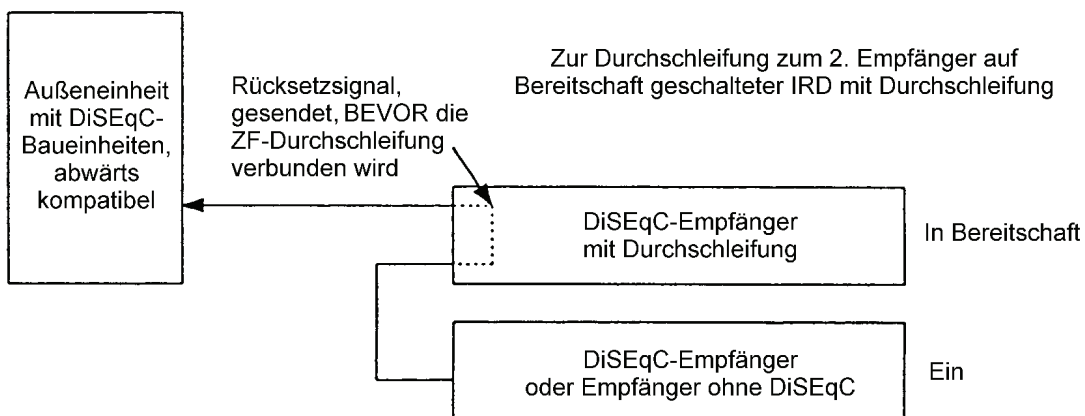 Zur Durchschleifung zum 2. Empfänger auf
Bereitschaft geschalteter IRD mit Durchschleifung
Außeneinheit
mit DiSEqC-
Baueinheiten,
abwärts
kompatibel
Rücksetzsignal,
gesendet, BEVOR die
ZF-Durchschleifung
verbunden wird
DiSEqC-Empfänger
mit Durchschleifung
In Bereitschaft
DiSEqC-Empfänger
oder Empfänger ohne DiSEqC
Ein